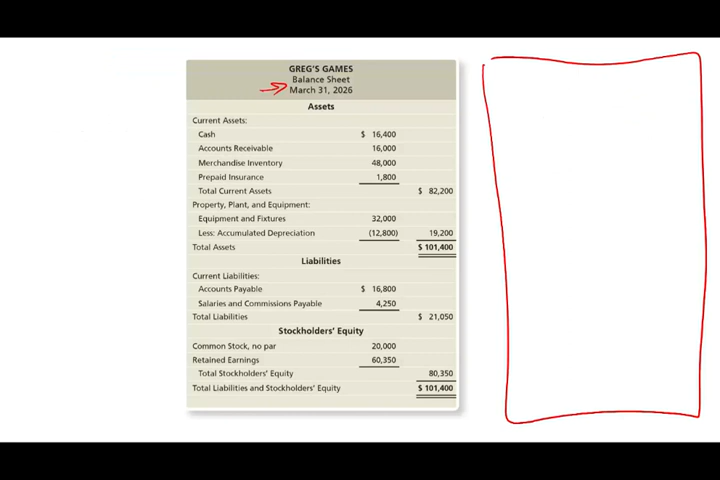 GREG'S GAMES
Balance Sheet
March 31, 2026
Assets
Current Assets:
Cash $ 16,400
Accounts Receivable 16,000
Merchandise Inventory 48,000
Prepaid Insurance 1,800
Total Current Assets $ 82,200
Property, Plant, and Equipment:
Equipment and Fixtures 32,000
Less: Accumulated Depreciation (12,800) 19,200
Total Assets $ 101,400
Liabilities
Current Liabilities:
Accounts Payable $ 16,800
Salaries and Commissions Payable 4,250
Total Liabilities $ 21,050
Stockholders' Equity
Common Stock, no par 20,000
Retained Earnings 60,350
Total Stockholders' Equity 80,350
Total Liabilities and Stockholders' Equity $ 101,400